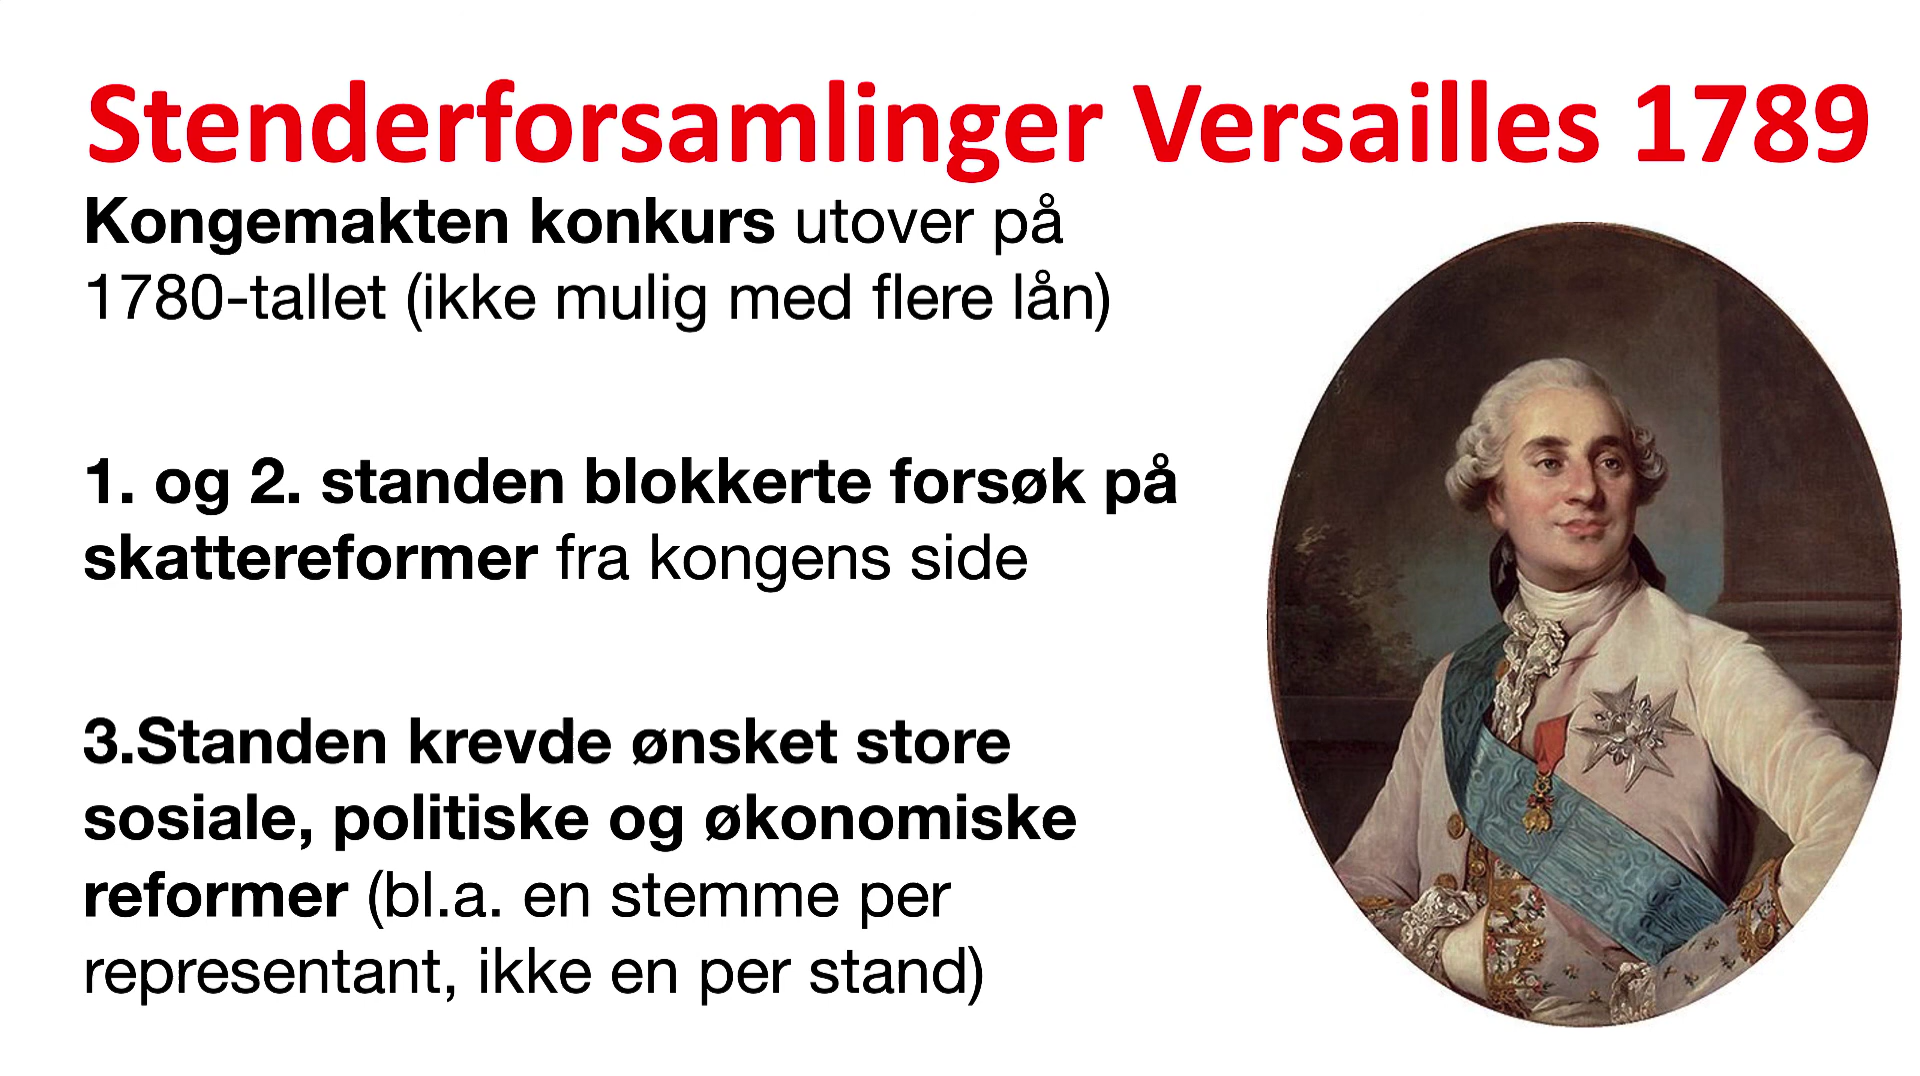 Stenderforsamlinger Versailles 1789
Kongemakten konkurs utover på
1780-tallet (ikke mulig med flere lån)
1. og 2. standen blokkerte forsøk på
skattereformer fra kongens side
3.Standen krevde ønsket store
sosiale, politiske og økonomiske
reformer (bl.a. en stemme per
representant, ikke en per stand)